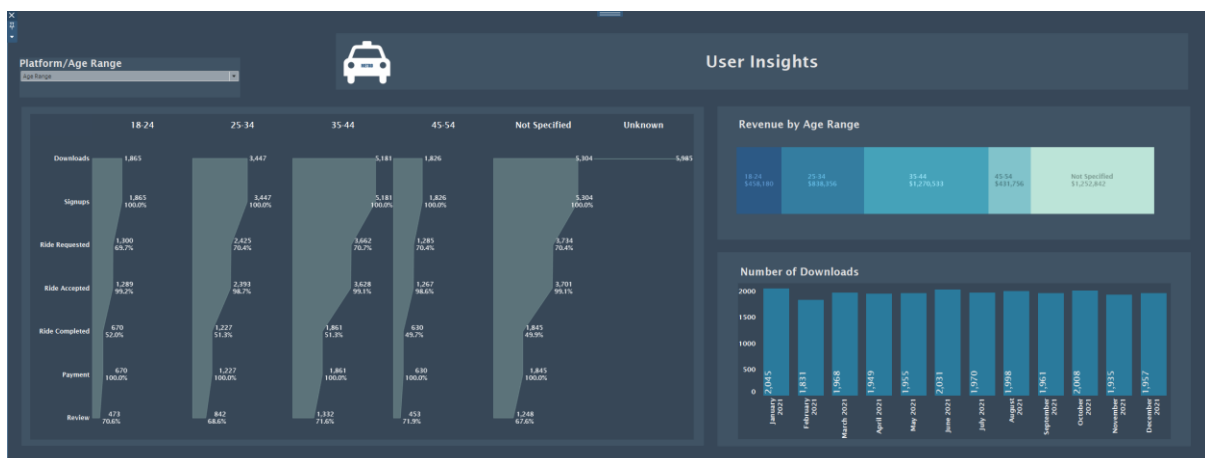 User Insights
Platform/Age Range
Age Range
18-24 25-34 35-44 45-54 Not Specified Unknown
Downloads 1,865 3,447 5,181 1,826 5,304 5,985
Signups 1,865 3,447 5,181 1,826 5,304
100.0% 100.0% 100.0% 100.0% 100.0%
Ride Requested 1,300 2,425 3,662 1,285 3,734
69.7% 70.4% 70.7% 70.4% 70.4%
Ride Accepted 1,289 2,393 3,628 1,267 3,701
99.2% 98.7% 99.1% 98.6% 99.1%
Ride Completed 670 1,227 1,861 630 1,845
52.0% 51.3% 51.3% 49.7% 49.9%
Payment 670 1,227 1,861 630 1,845
100.0% 100.0% 100.0% 100.0% 100.0%
Review 473 842 1,332 453 1,248
70.6% 68.6% 71.6% 71.9% 67.6%
Revenue by Age Range
18-24 25-34 35-44 45-54 Not Specified
$458,180 $838,356 $1,270,533 $431,756 $1,252,842
Number of Downloads
2000
1500
1000
500
0
2,045 1,831 1,968 1,949 1,955 2,031 1,970 1,998 1,961 2,008 1,935 1,957
January 2021
February 2021
March 2021
April 2021
May 2021
June 2021
July 2021
August 2021
September 2021
October 2021
November 2021
December 2021